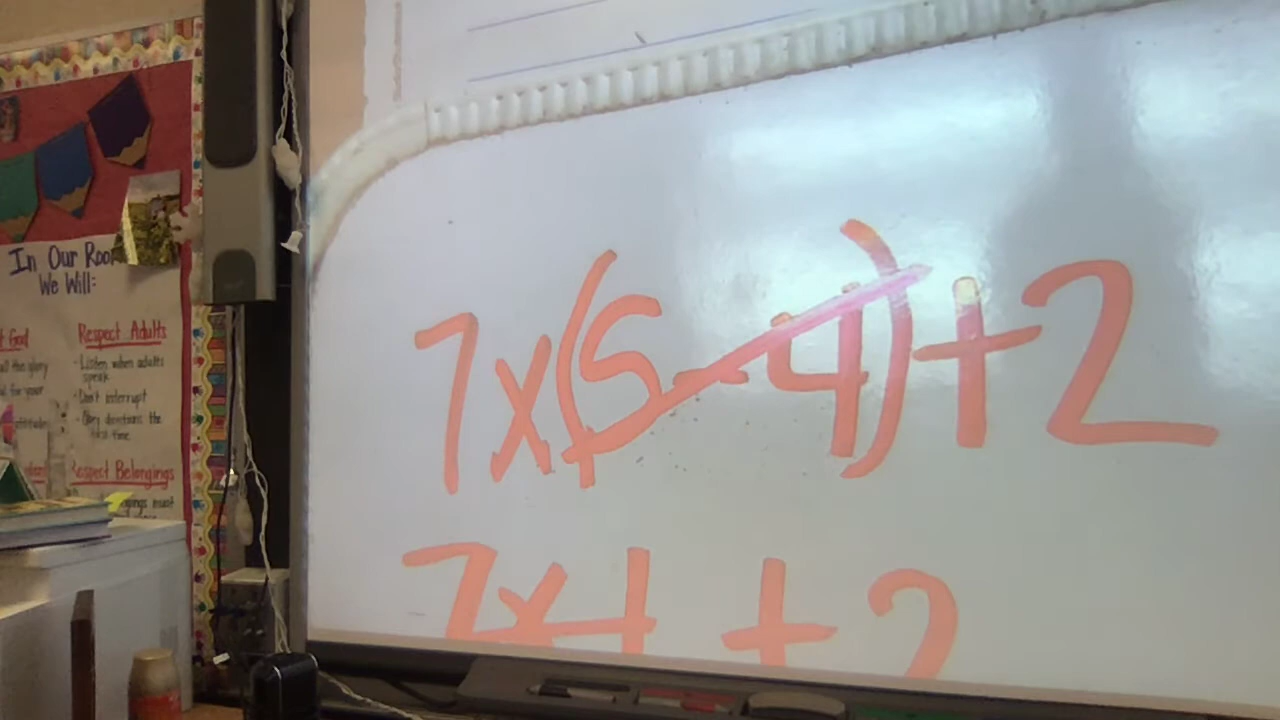 In Our Room
We Will:
Respect Adults
- Listen when adults speak
- Don't interrupt
- Obey directions the first time
Respect Belongings
7x(5-4)+2
7x1+2